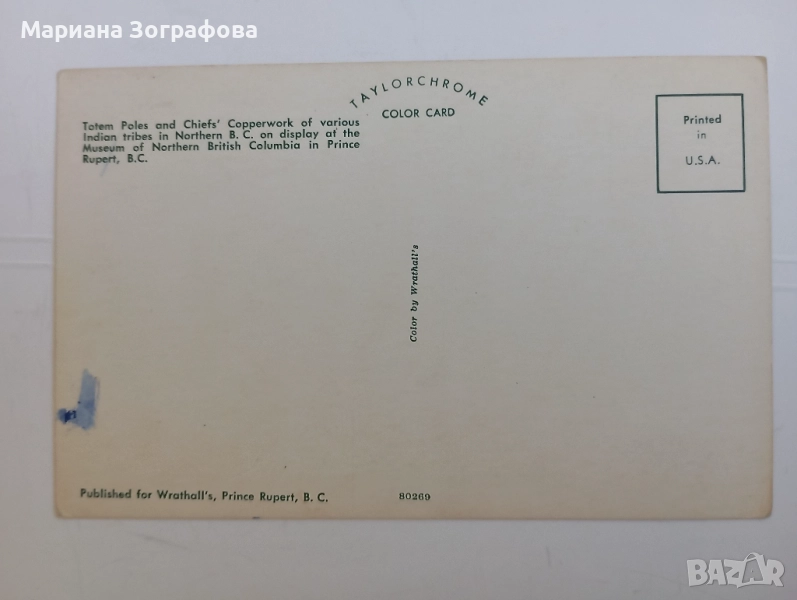 Мариана Зографова
TAYLORCHROME
COLOR CARD
Totem Poles and Chiefs' Copperwork of various
Indian tribes in Northern B. C. on display at the
Museum of Northern British Columbia in Prince
Rupert, B.C.
Printed
in
U.S.A.
Color by Wrathall's
Published for Wrathall's, Prince Rupert, B. C.
80269
BAZAR